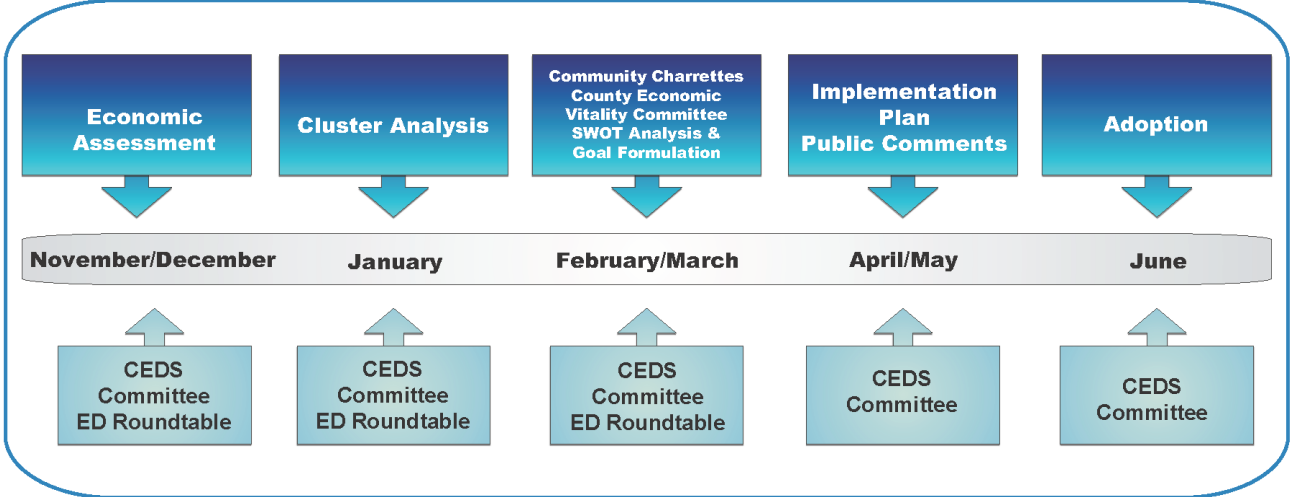 Economic
Assessment
Cluster Analysis
Community Charrettes
County Economic
Vitality Committee
SWOT Analysis &
Goal Formulation
Implementation
Plan
Public Comments
Adoption
November/December
January
February/March
April/May
June
CEDS
Committee
ED Roundtable
CEDS
Committee
ED Roundtable
CEDS
Committee
ED Roundtable
CEDS
Committee
CEDS
Committee